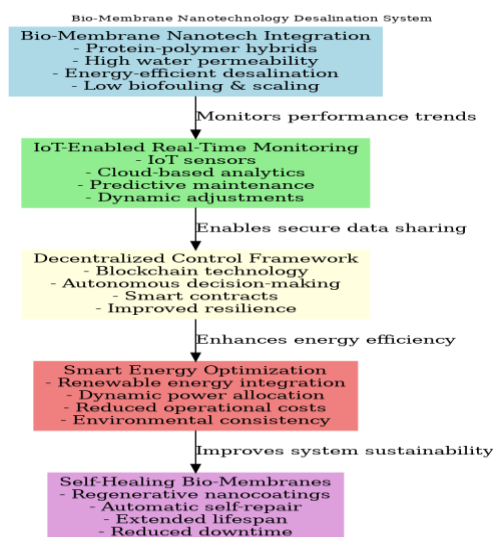 Bio-Membrane Nanotechnology Desalination System
Bio-Membrane Nanotech Integration
- Protein-polymer hybrids
- High water permeability
- Energy-efficient desalination
- Low biofouling & scaling
Monitors performance trends
IoT-Enabled Real-Time Monitoring
- IoT sensors
- Cloud-based analytics
- Predictive maintenance
- Dynamic adjustments
Enables secure data sharing
Decentralized Control Framework
- Blockchain technology
- Autonomous decision-making
- Smart contracts
- Improved resilience
Enhances energy efficiency
Smart Energy Optimization
- Renewable energy integration
- Dynamic power allocation
- Reduced operational costs
- Environmental consistency
Improves system sustainability
Self-Healing Bio-Membranes
- Regenerative nanocoatings
- Automatic self-repair
- Extended lifespan
- Reduced downtime